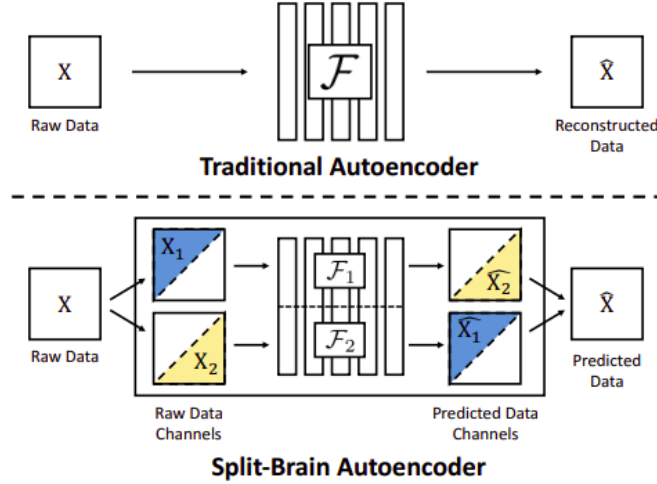 X
F
X̂
Raw Data
Reconstructed
Data
Traditional Autoencoder
X₁
F₁
X̂₂
X
X̂
X₂
F₂
X̂₁
Raw Data
Predicted
Data
Raw Data
Channels
Predicted Data
Channels
Split-Brain Autoencoder